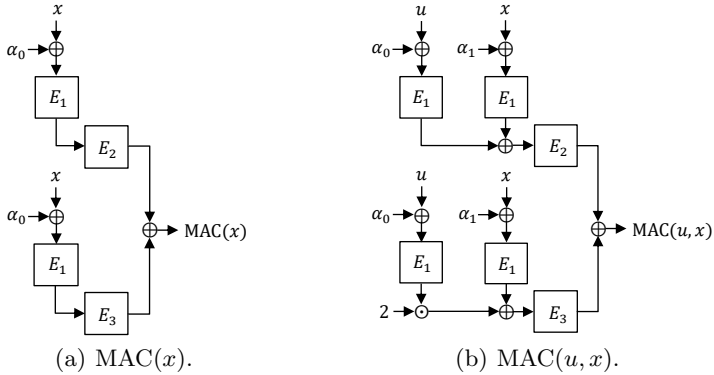 x
α₀
E₁
E₂
x
α₀
MAC(x)
E₁
E₃
(a) MAC(x).
u x
α₀ α₁
E₁ E₁
E₂
u x
α₀ α₁
MAC(u, x)
E₁ E₁
2 E₃
(b) MAC(u, x).